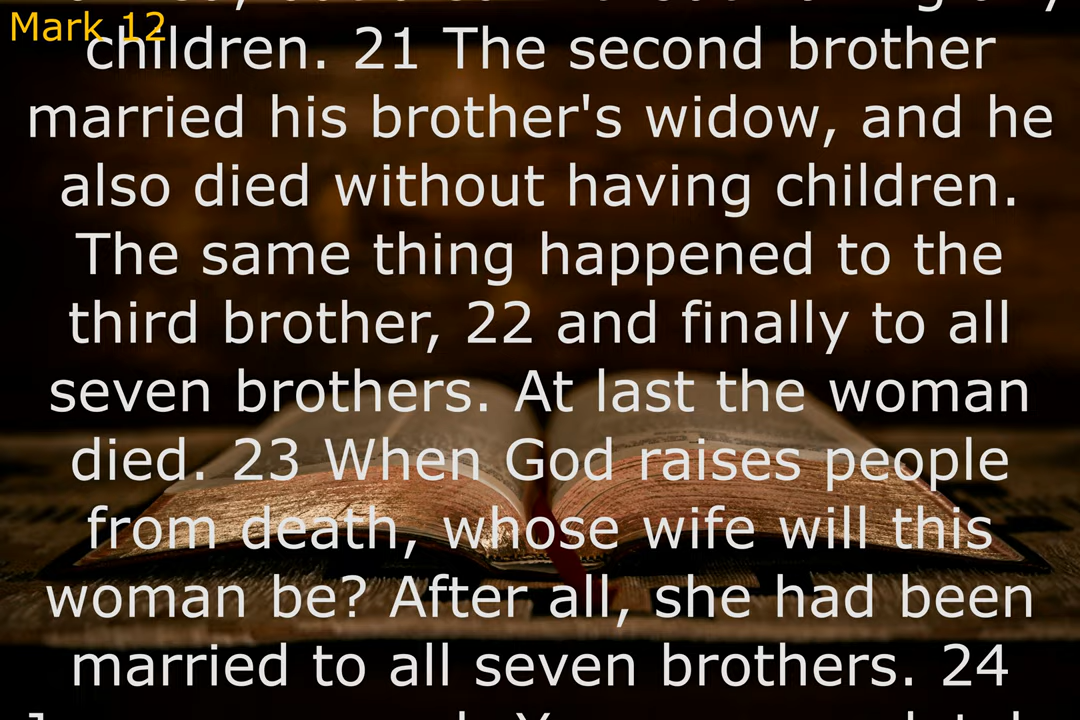 Mark 12
children. 21 The second brother
married his brother's widow, and he
also died without having children.
The same thing happened to the
third brother, 22 and finally to all
seven brothers. At last the woman
died. 23 When God raises people
from death, whose wife will this
woman be? After all, she had been
married to all seven brothers. 24